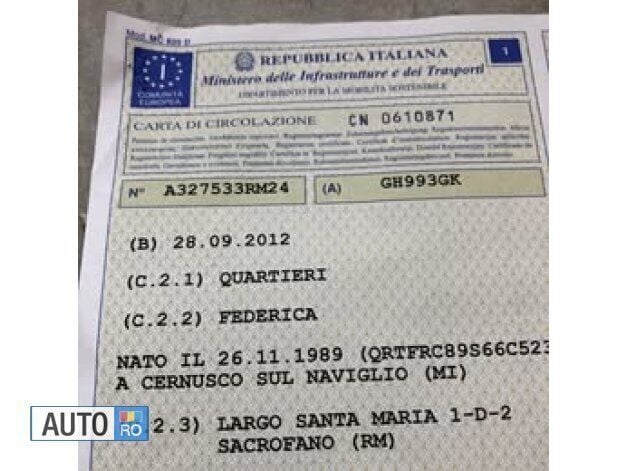 Mod. MC 820 D
REPUBBLICA ITALIANA
1
I
Ministero delle Infrastrutture e dei Trasporti
COMUNITÀ
EUROPEA
DIPARTIMENTO PER LA MOBILITÀ SOSTENIBILE
CARTA DI CIRCOLAZIONE CN 0610871
N° A327533RM24 (A) GH993GK
(B) 28.09.2012
(C.2.1) QUARTIERI
(C.2.2) FEDERICA
NATO IL 26.11.1989 (QRTFRC89S66C523
A CERNUSCO SUL NAVIGLIO (MI)
.2.3) LARGO SANTA MARIA 1-D-2
SACROFANO (RM)
AUTO RO